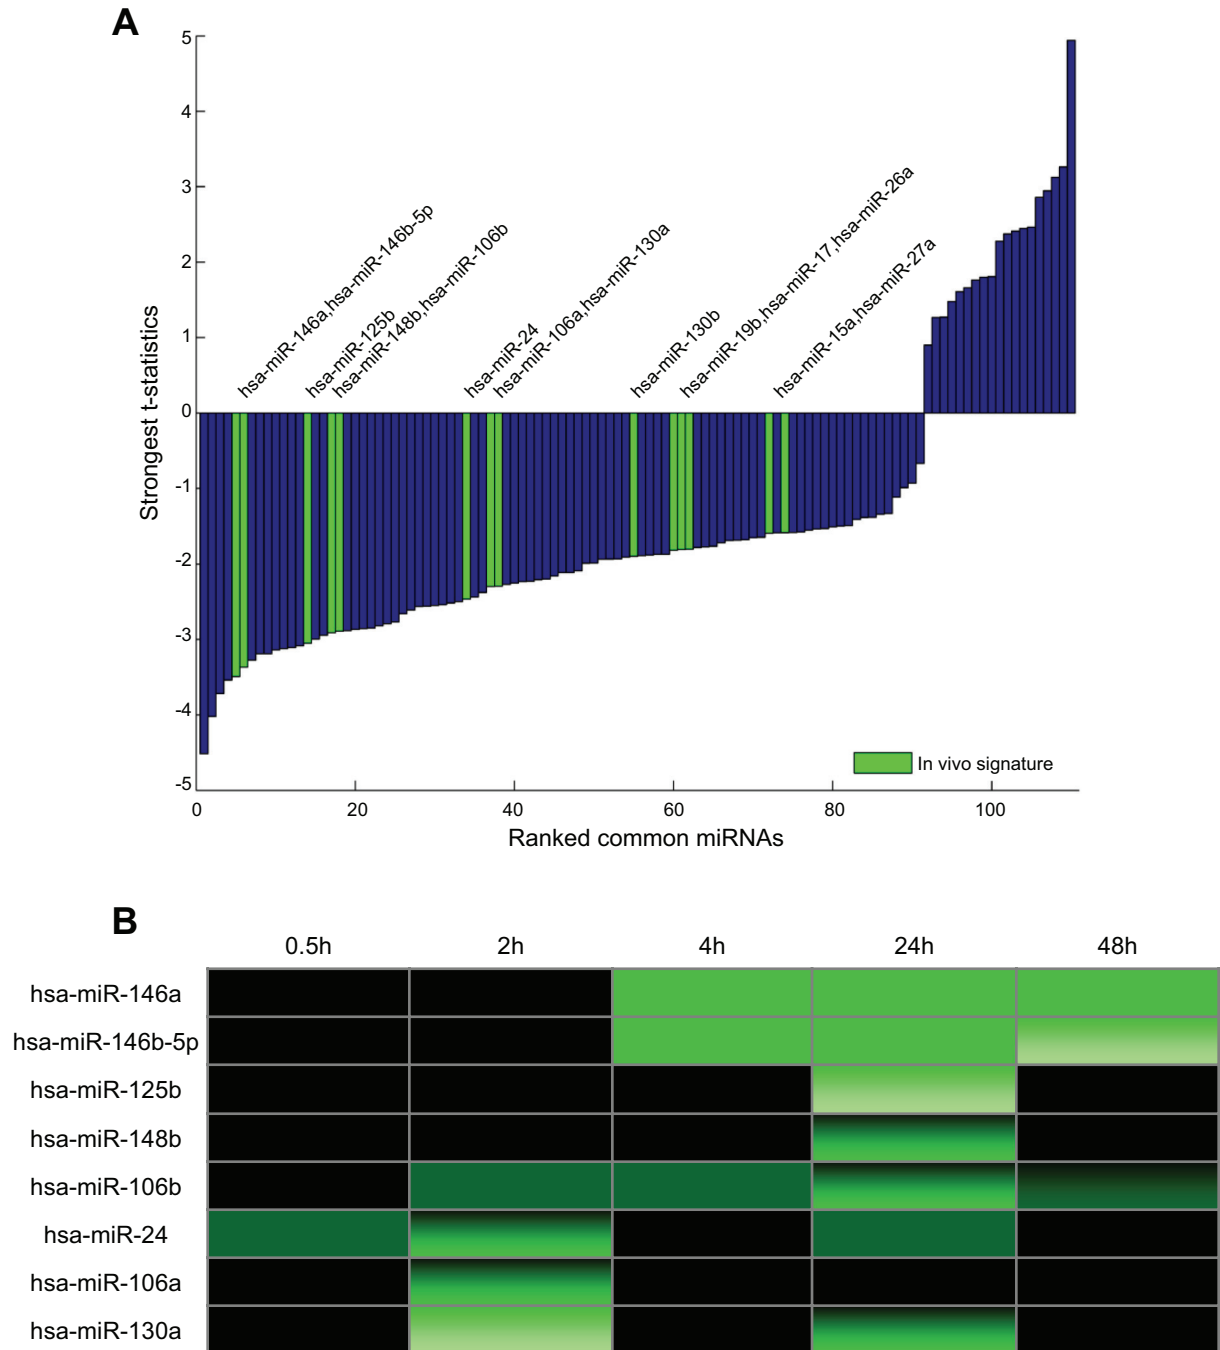 A
5
4
3
2
1
0
-1
-2
-3
-4
-5
Strongest t-statistics
hsa-miR-146a,hsa-miR-146b-5p
hsa-miR-125b
hsa-miR-148b,hsa-miR-106b
hsa-miR-24
hsa-miR-106a,hsa-miR-130a
hsa-miR-130b
hsa-miR-19b,hsa-miR-17,hsa-miR-26a
hsa-miR-15a,hsa-miR-27a
In vivo signature
0 20 40 60 80 100
Ranked common miRNAs
B
0.5h 2h 4h 24h 48h
hsa-miR-146a
hsa-miR-146b-5p
hsa-miR-125b
hsa-miR-148b
hsa-miR-106b
hsa-miR-24
hsa-miR-106a
hsa-miR-130a